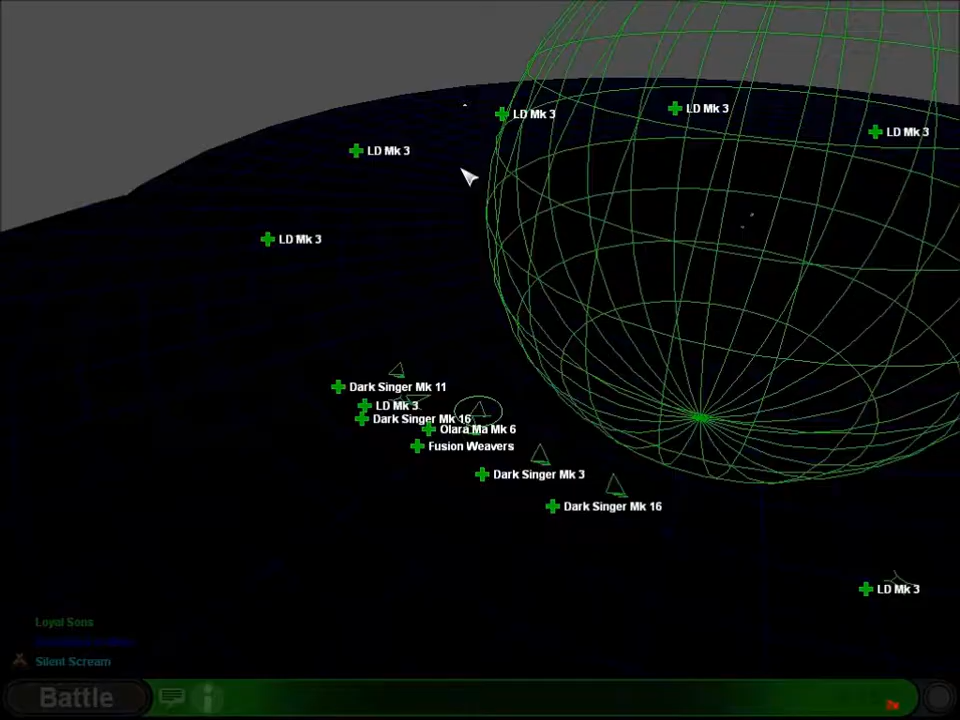 LD Mk 3
LD Mk 3
LD Mk 3
LD Mk 3
LD Mk 3
Dark Singer Mk 11
LD Mk 3
Dark Singer Mk 16
Olara Ma Mk 6
Fusion Weavers
Dark Singer Mk 3
Dark Singer Mk 16
LD Mk 3
Loyal Sons
Silent Scream
Battle